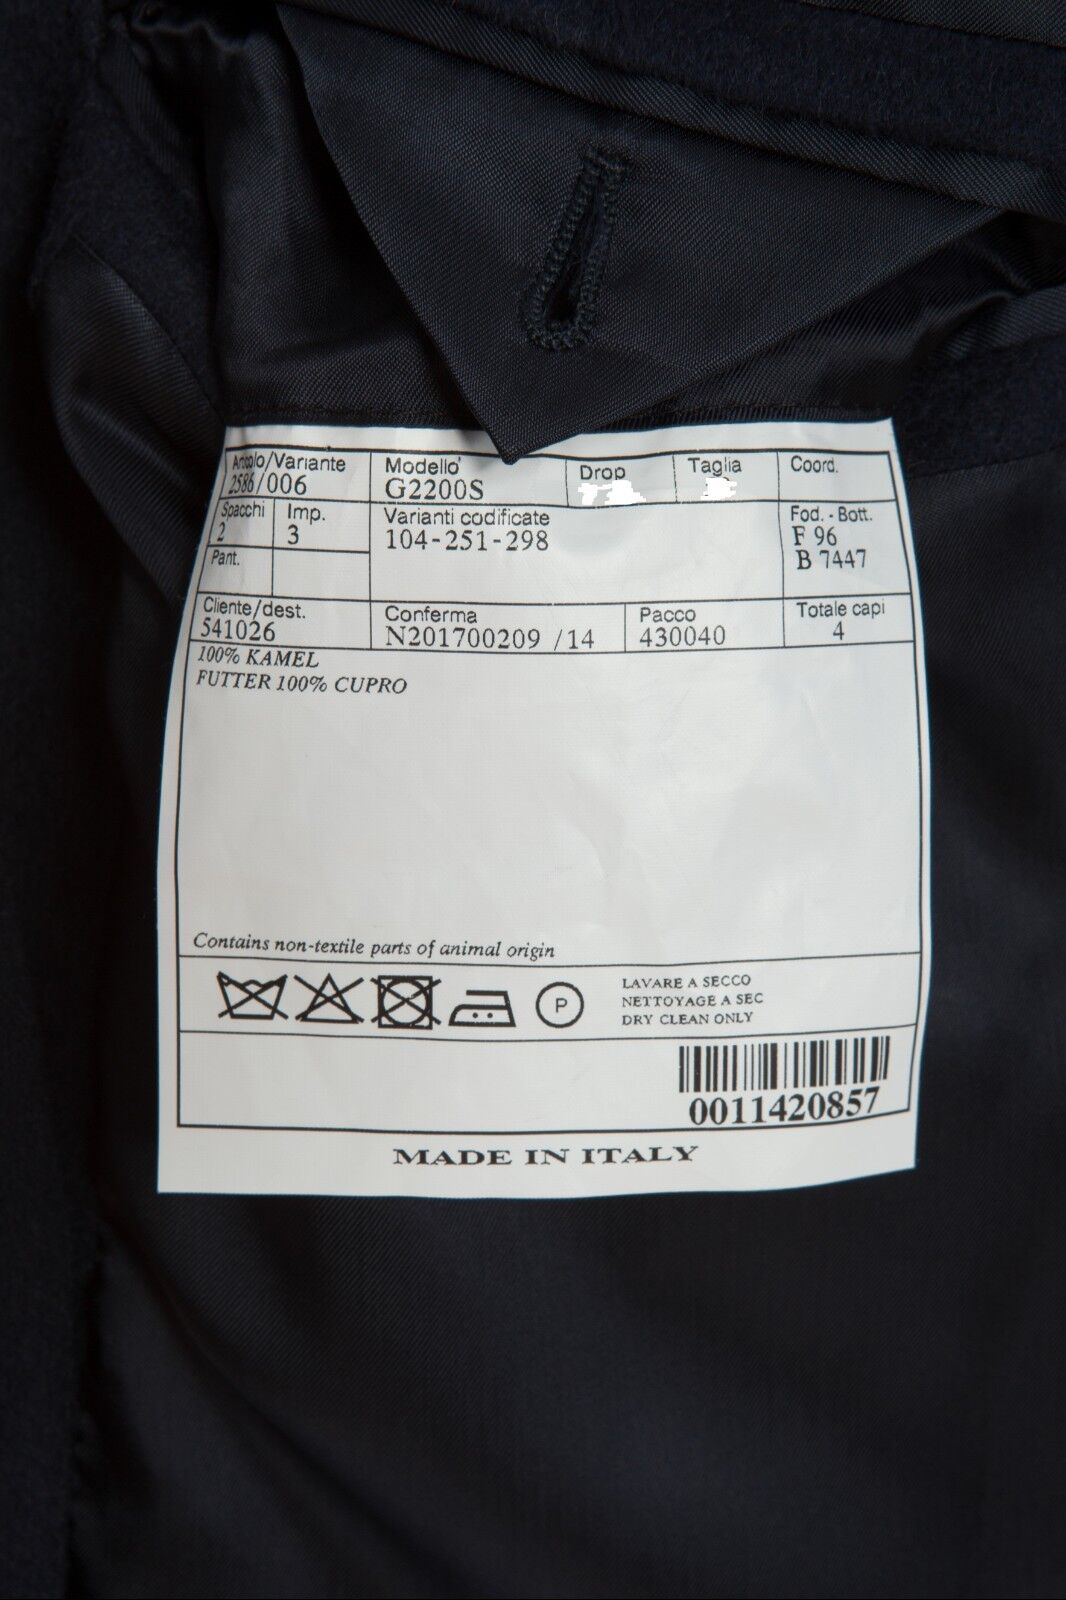 Articolo/Variante Modello Drop Taglia Coord.
2586/006 G2200S
Spacchi Imp. Varianti codificate Fod. - Bott.
2 3 104-251-298 F 96
Pant. B 7447
Cliente/dest. Conferma Pacco Totale capi
541026 N201700209 /14 430040 4
100% KAMEL
FUTTER 100% CUPRO
Contains non-textile parts of animal origin
P
LAVARE A SECCO
NETTOYAGE A SEC
DRY CLEAN ONLY
0011420857
MADE IN ITALY